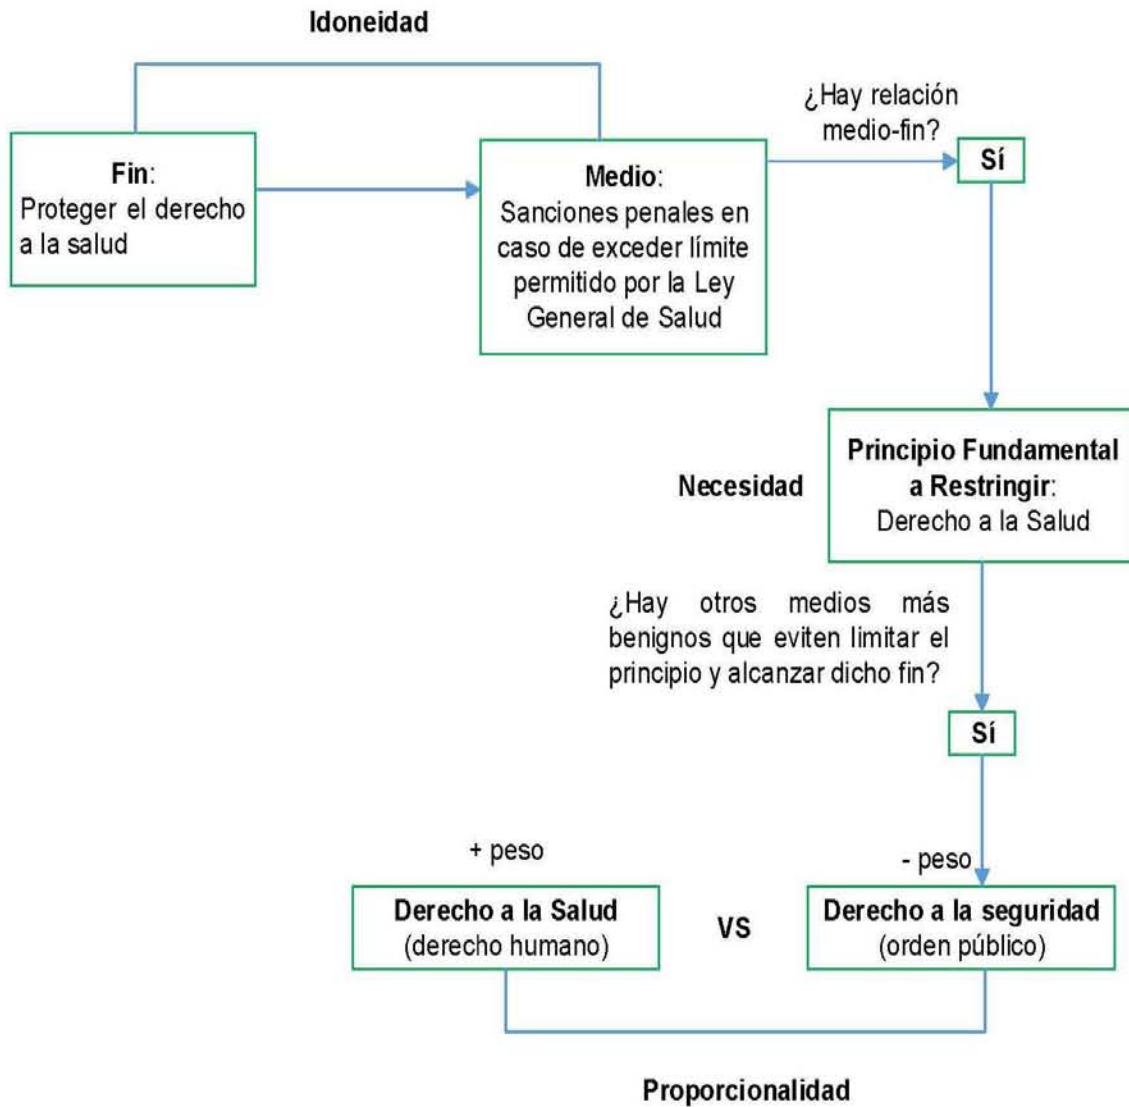 Idoneidad
Fin:
Proteger el derecho
a la salud
Medio:
Sanciones penales en
caso de exceder límite
permitido por la Ley
General de Salud
¿Hay relación
medio-fin?
Sí
Necesidad
Principio Fundamental
a Restringir:
Derecho a la Salud
¿Hay otros medios más
benignos que eviten limitar el
principio y alcanzar dicho fin?
Sí
+ peso
- peso
Derecho a la Salud
(derecho humano)
VS
Derecho a la seguridad
(orden público)
Proporcionalidad